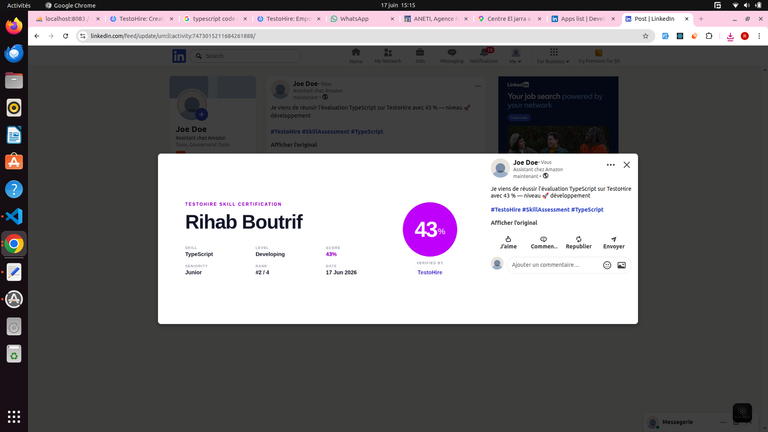 Activités
Google Chrome
17 juin 15:15
localhost:8083 /
TestoHire: Crea
typescript code
TestoHire: Empo
WhatsApp
ANETI, Agence
Centre El jarra
Apps list | Devel
Post | LinkedIn
linkedin.com/feed/update/urn:li:activity:7473015211684261888/
Search
Home
My Network
Jobs
Messaging
Notifications
Me
For Business
Try Premium for $0
Joe Doe
Assistant chez Amazon
Joe Doe • Vous
Assistant chez Amazon
maintenant •
Je viens de réussir l'évaluation TypeScript sur TestoHire avec 43 % — niveau 🚀
développement
#TestoHire #SkillAssessment #TypeScript
Afficher l'original
LinkedIn
Your job search powered by
your network
TESTOHIRE SKILL CERTIFICATION
Rihab Boutrif
SKILL
LEVEL
SCORE
TypeScript
Developing
43%
SENIORITY
RANK
DATE
Junior
#2 / 4
17 Jun 2026
43%
VERIFIED BY
TestoHire
Joe Doe • Vous
Assistant chez Amazon
maintenant •
Je viens de réussir l'évaluation TypeScript sur TestoHire
avec 43 % — niveau 🚀 développement
#TestoHire #SkillAssessment #TypeScript
Afficher l'original
J'aime
Commen...
Republier
Envoyer
Ajouter un commentaire...
Messagerie